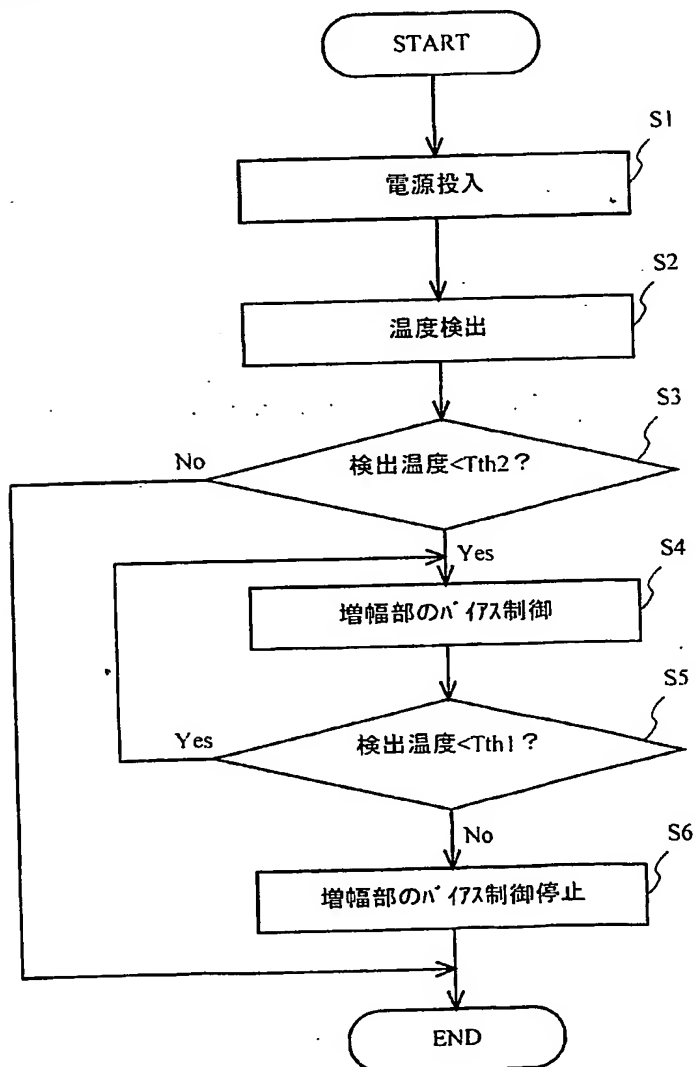 START
S1
電源投入
S2
温度検出
S3
No
検出温度<Tth2？
Yes
S4
増幅部のﾊﾞｲｱｽ制御
S5
Yes
検出温度<Tth1？
No
S6
増幅部のﾊﾞｲｱｽ制御停止
END